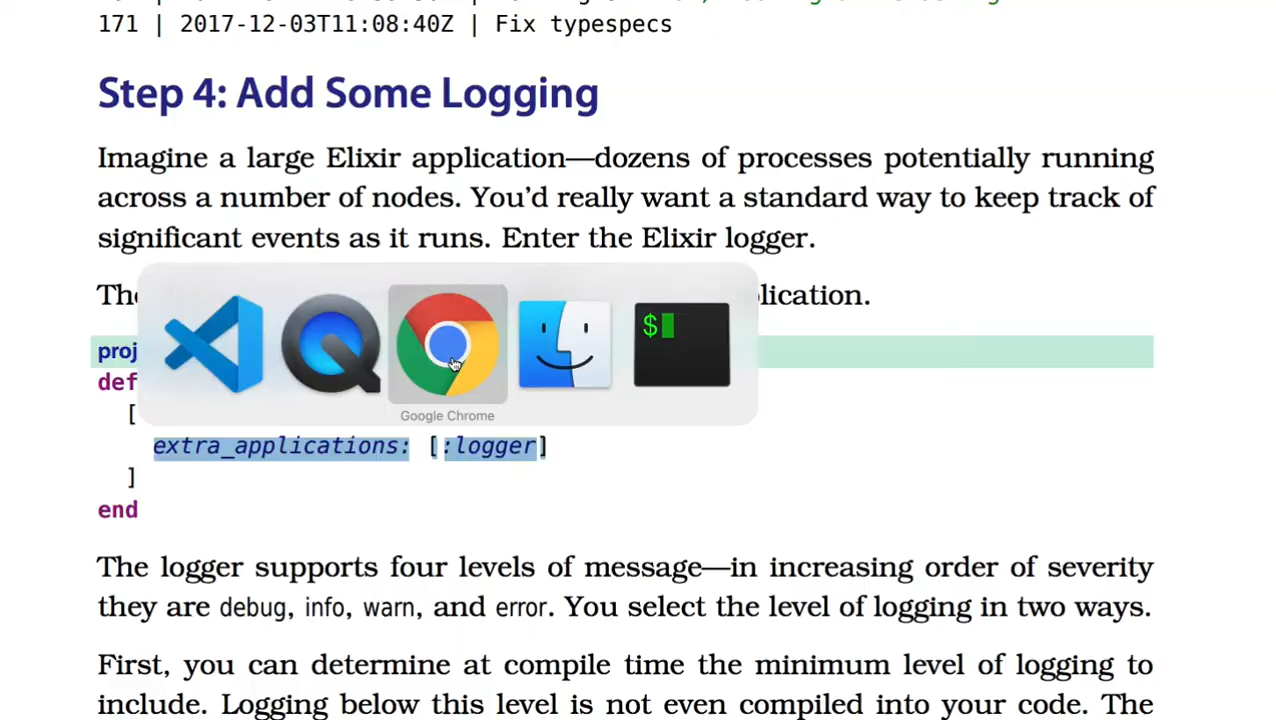 171 | 2017-12-03T11:08:40Z | Fix typespecs
Step 4: Add Some Logging
Imagine a large Elixir application—dozens of processes potentially running
across a number of nodes. You'd really want a standard way to keep track of
significant events as it runs. Enter the Elixir logger.
$
Google Chrome
def
[
extra_applications: [:logger]
]
end
The logger supports four levels of message—in increasing order of severity
they are debug, info, warn, and error. You select the level of logging in two ways.
First, you can determine at compile time the minimum level of logging to
include. Logging below this level is not even compiled into your code. The